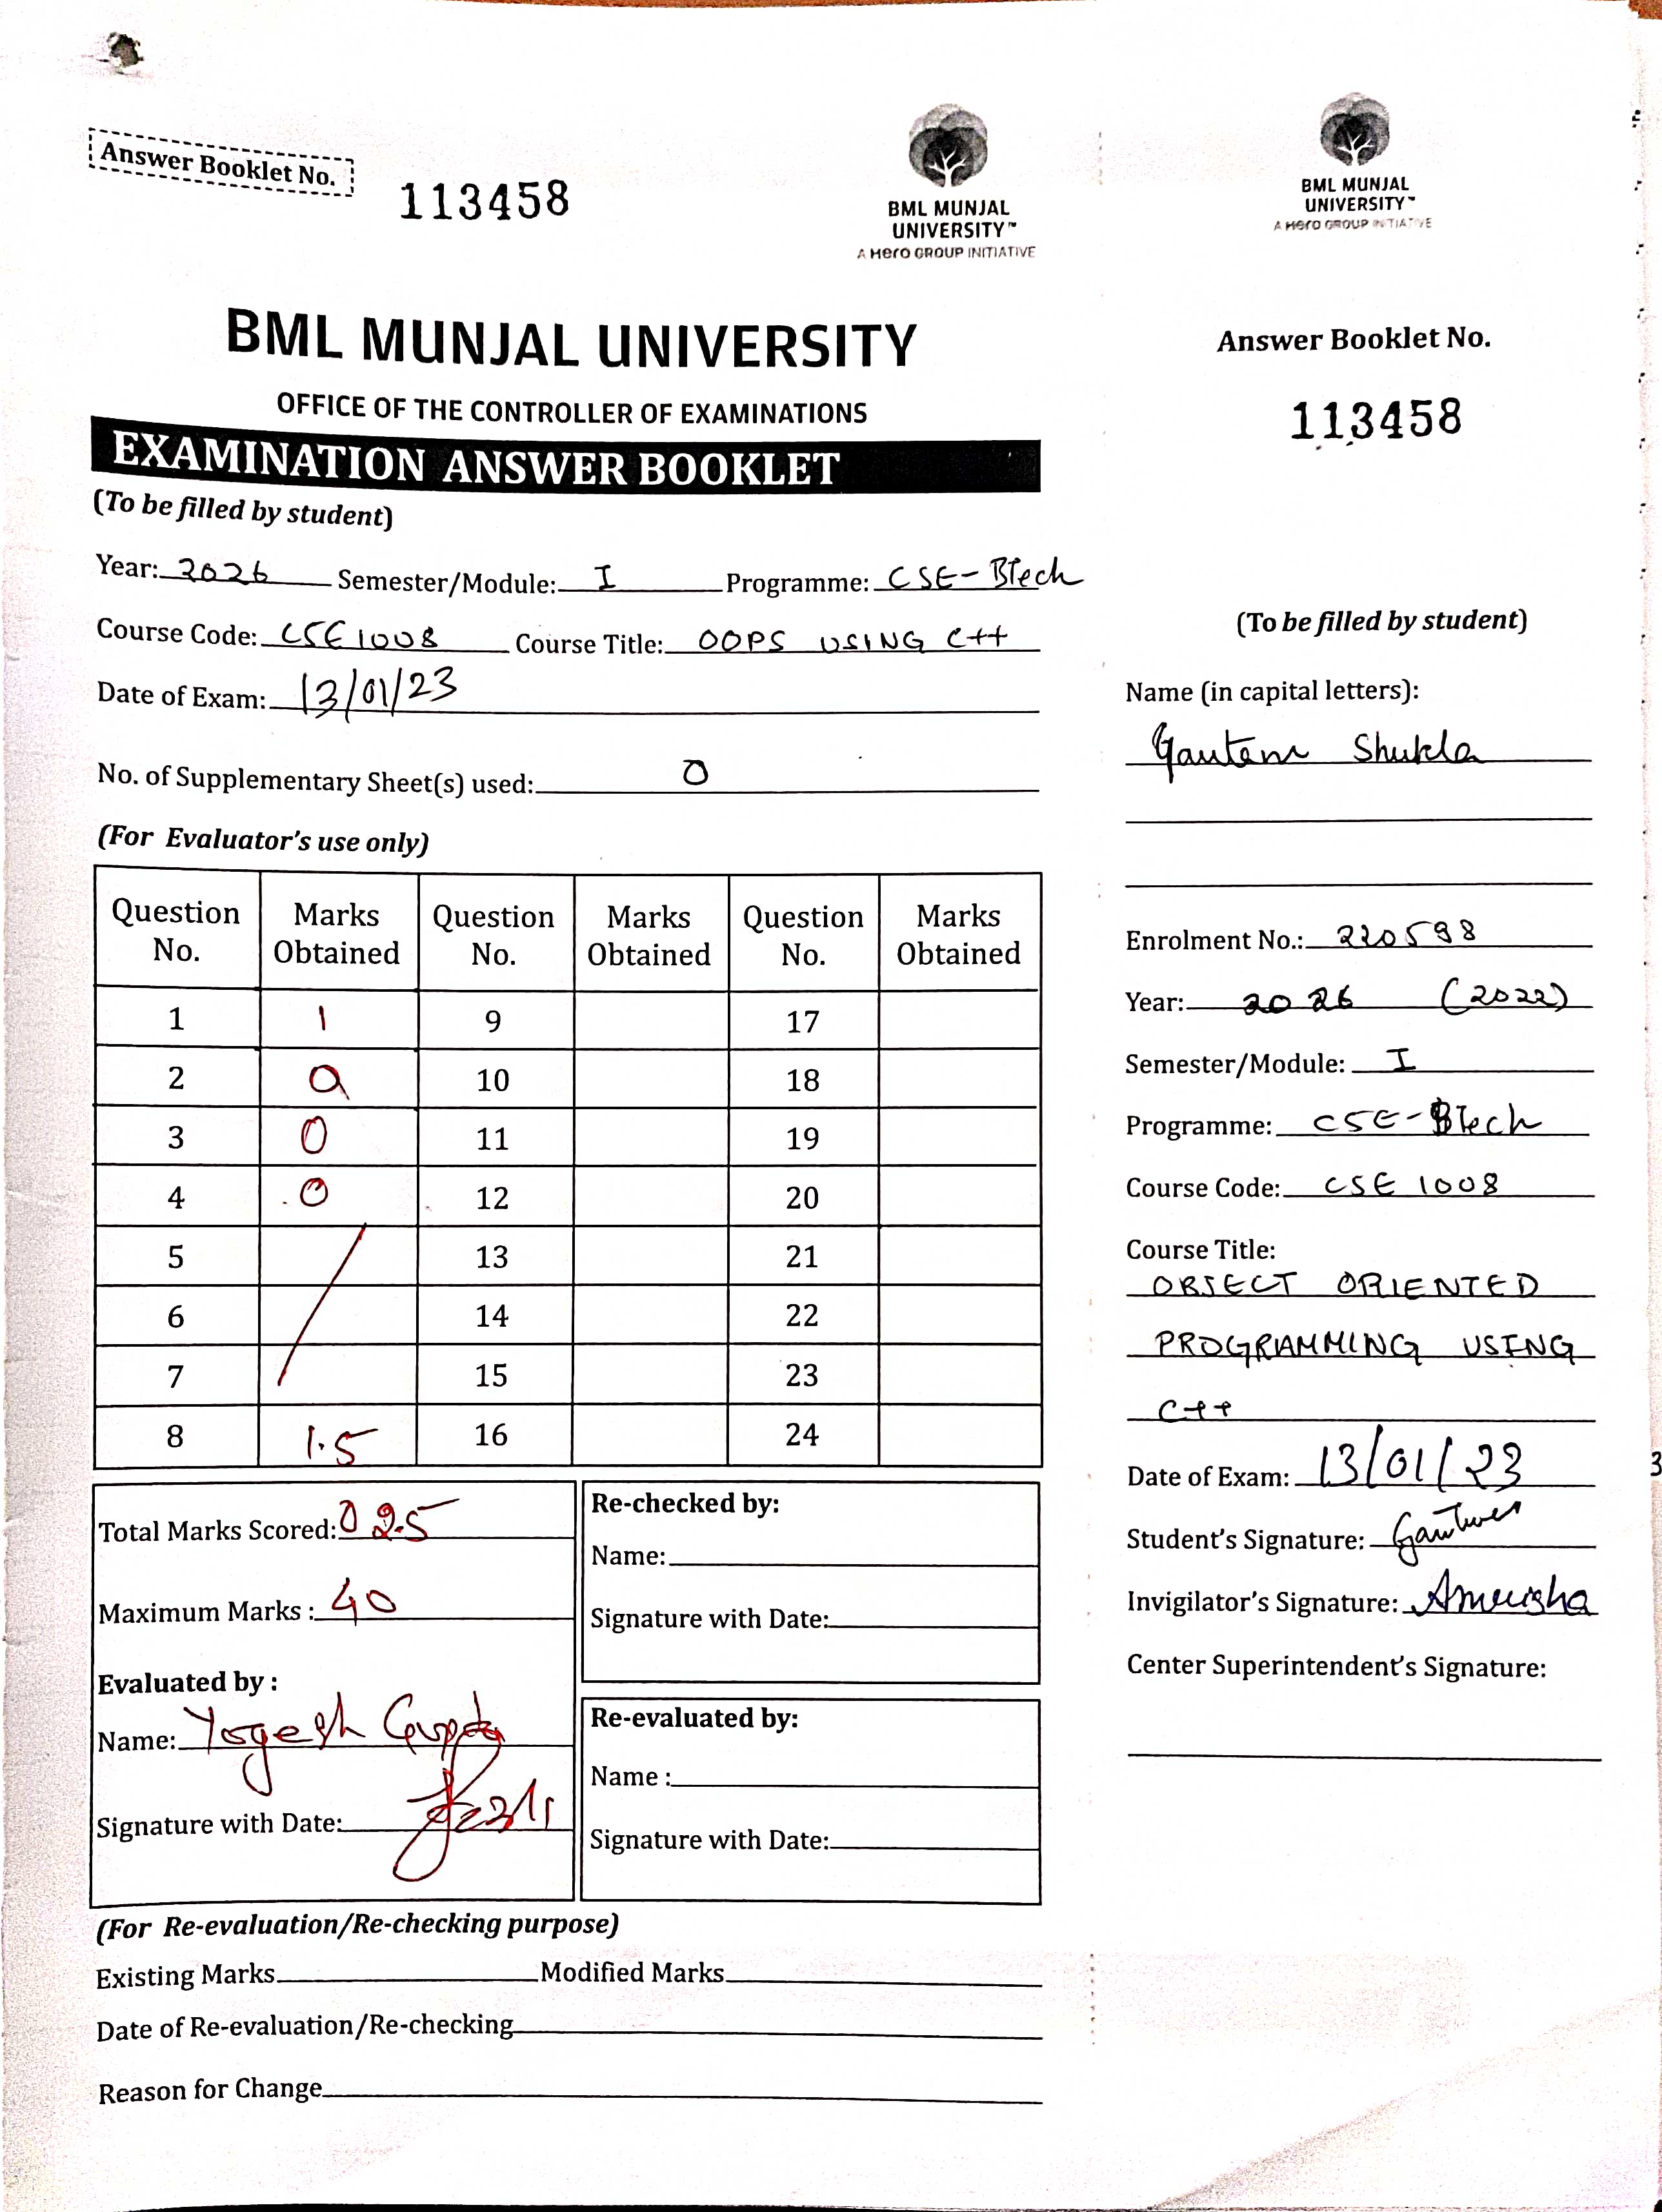 Answer Booklet No.
113458
BML MUNJAL
UNIVERSITY™
A Hero GROUP INITIATIVE
BML MUNJAL UNIVERSITY
OFFICE OF THE CONTROLLER OF EXAMINATIONS
EXAMINATION ANSWER BOOKLET
(To be filled by student)
Year: 2026 Semester/Module: I Programme: CSE-BTech
Course Code: CSE1008 Course Title: OOPS USING C++
Date of Exam: 13/01/23
No. of Supplementary Sheet(s) used: 0
(For Evaluator's use only)
Question No. Marks Obtained Question No. Marks Obtained Question No. Marks Obtained
1 1 9 17
2 0 10 18
3 0 11 19
4 0 12 20
5 13 21
6 14 22
7 15 23
8 1.5 16 24
Total Marks Scored: 02.5
Maximum Marks : 40
Evaluated by :
Name: Yogesh Gupta
Signature with Date:
Re-checked by:
Name:
Signature with Date:
Re-evaluated by:
Name :
Signature with Date:
(For Re-evaluation/Re-checking purpose)
Existing Marks Modified Marks
Date of Re-evaluation/Re-checking
Reason for Change
BML MUNJAL
UNIVERSITY™
A Hero GROUP INITIATIVE
Answer Booklet No.
113458
(To be filled by student)
Name (in capital letters):
Gautam Shukla
Enrolment No.: 220598
Year: 2026 (2022)
Semester/Module: I
Programme: CSE-BTech
Course Code: CSE 1008
Course Title:
OBJECT ORIENTED
PROGRAMMING USING
C++
Date of Exam: 13/01/23
Student's Signature: Gautam
Invigilator's Signature: Anuisha
Center Superintendent's Signature:
3